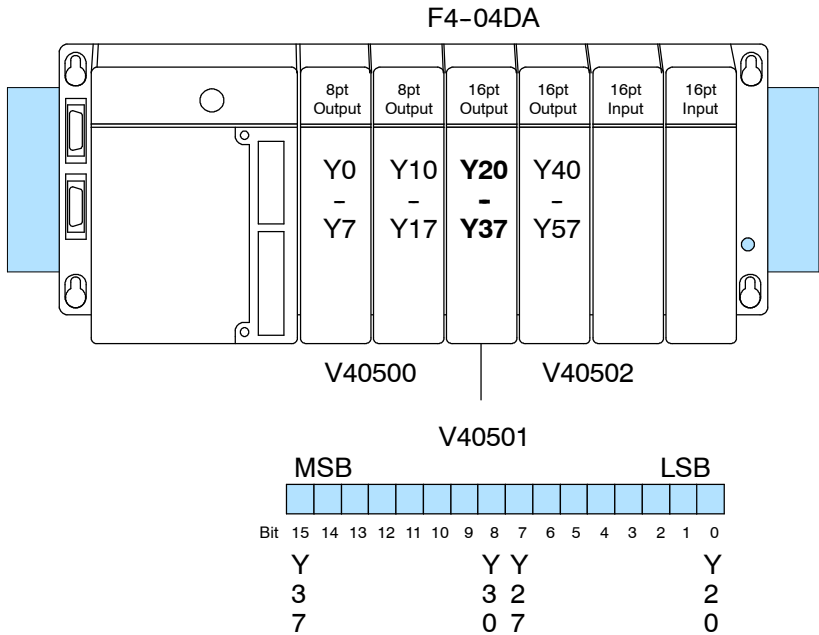 F4-04DA
8pt Output 8pt Output 16pt Output 16pt Output 16pt Input 16pt Input
Y0 Y10 Y20 Y40
- - - -
Y7 Y17 Y37 Y57
V40500 V40502
V40501
MSB LSB
Bit 15 14 13 12 11 10 9 8 7 6 5 4 3 2 1 0
Y Y Y Y
3 3 2 2
7 0 7 0